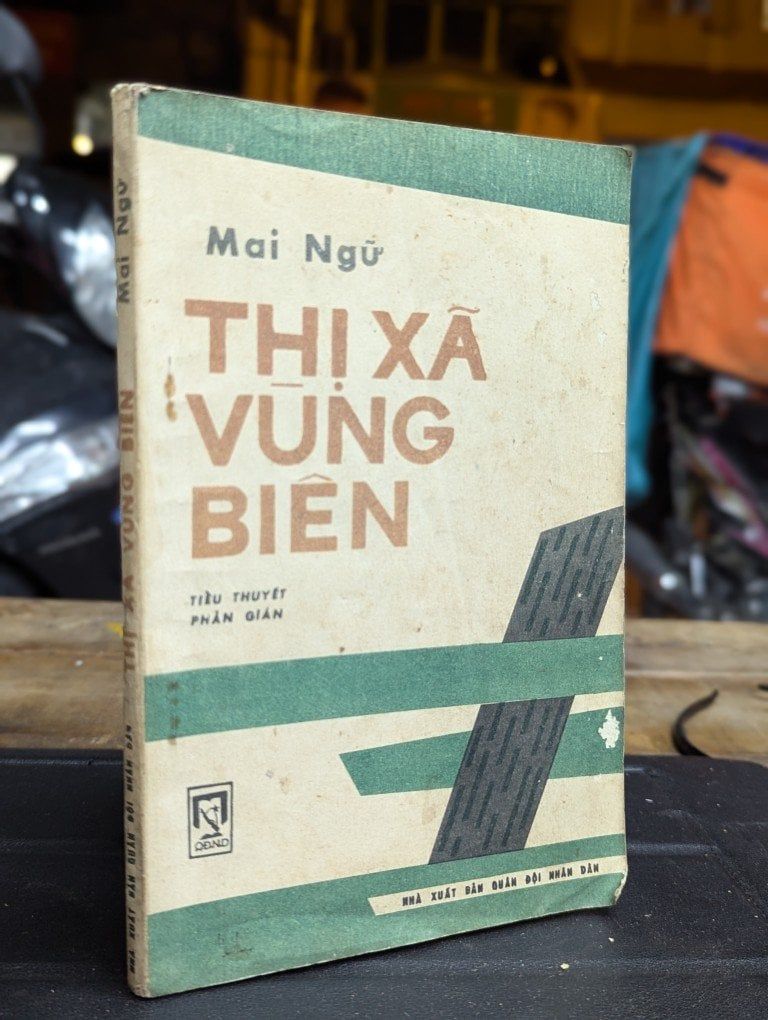 Mai Ngữ
THỊ XÃ
VÙNG
BIÊN
TIỂU THUYẾT
PHẢN GIÁN
QĐND
NHÀ XUẤT BẢN QUÂN ĐỘI NHÂN DÂN
Mai Ngữ
THỊ XÃ VÙNG BIÊN
NHÀ XUẤT BẢN QUÂN ĐỘI NHÂN DÂN